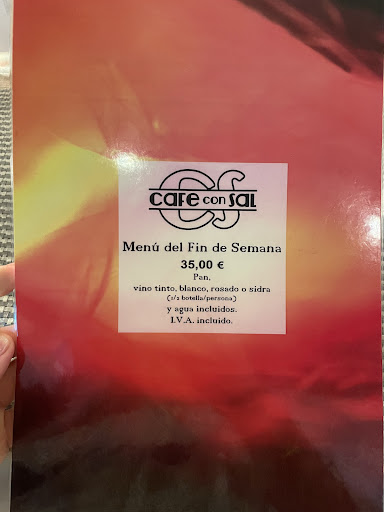 CS
CAFE CON SAL
Menú del Fin de Semana
35,00 €
Pan,
vino tinto, blanco, rosado o sidra
(1/2 botella/persona)
y agua incluidos.
I.V.A. incluido.